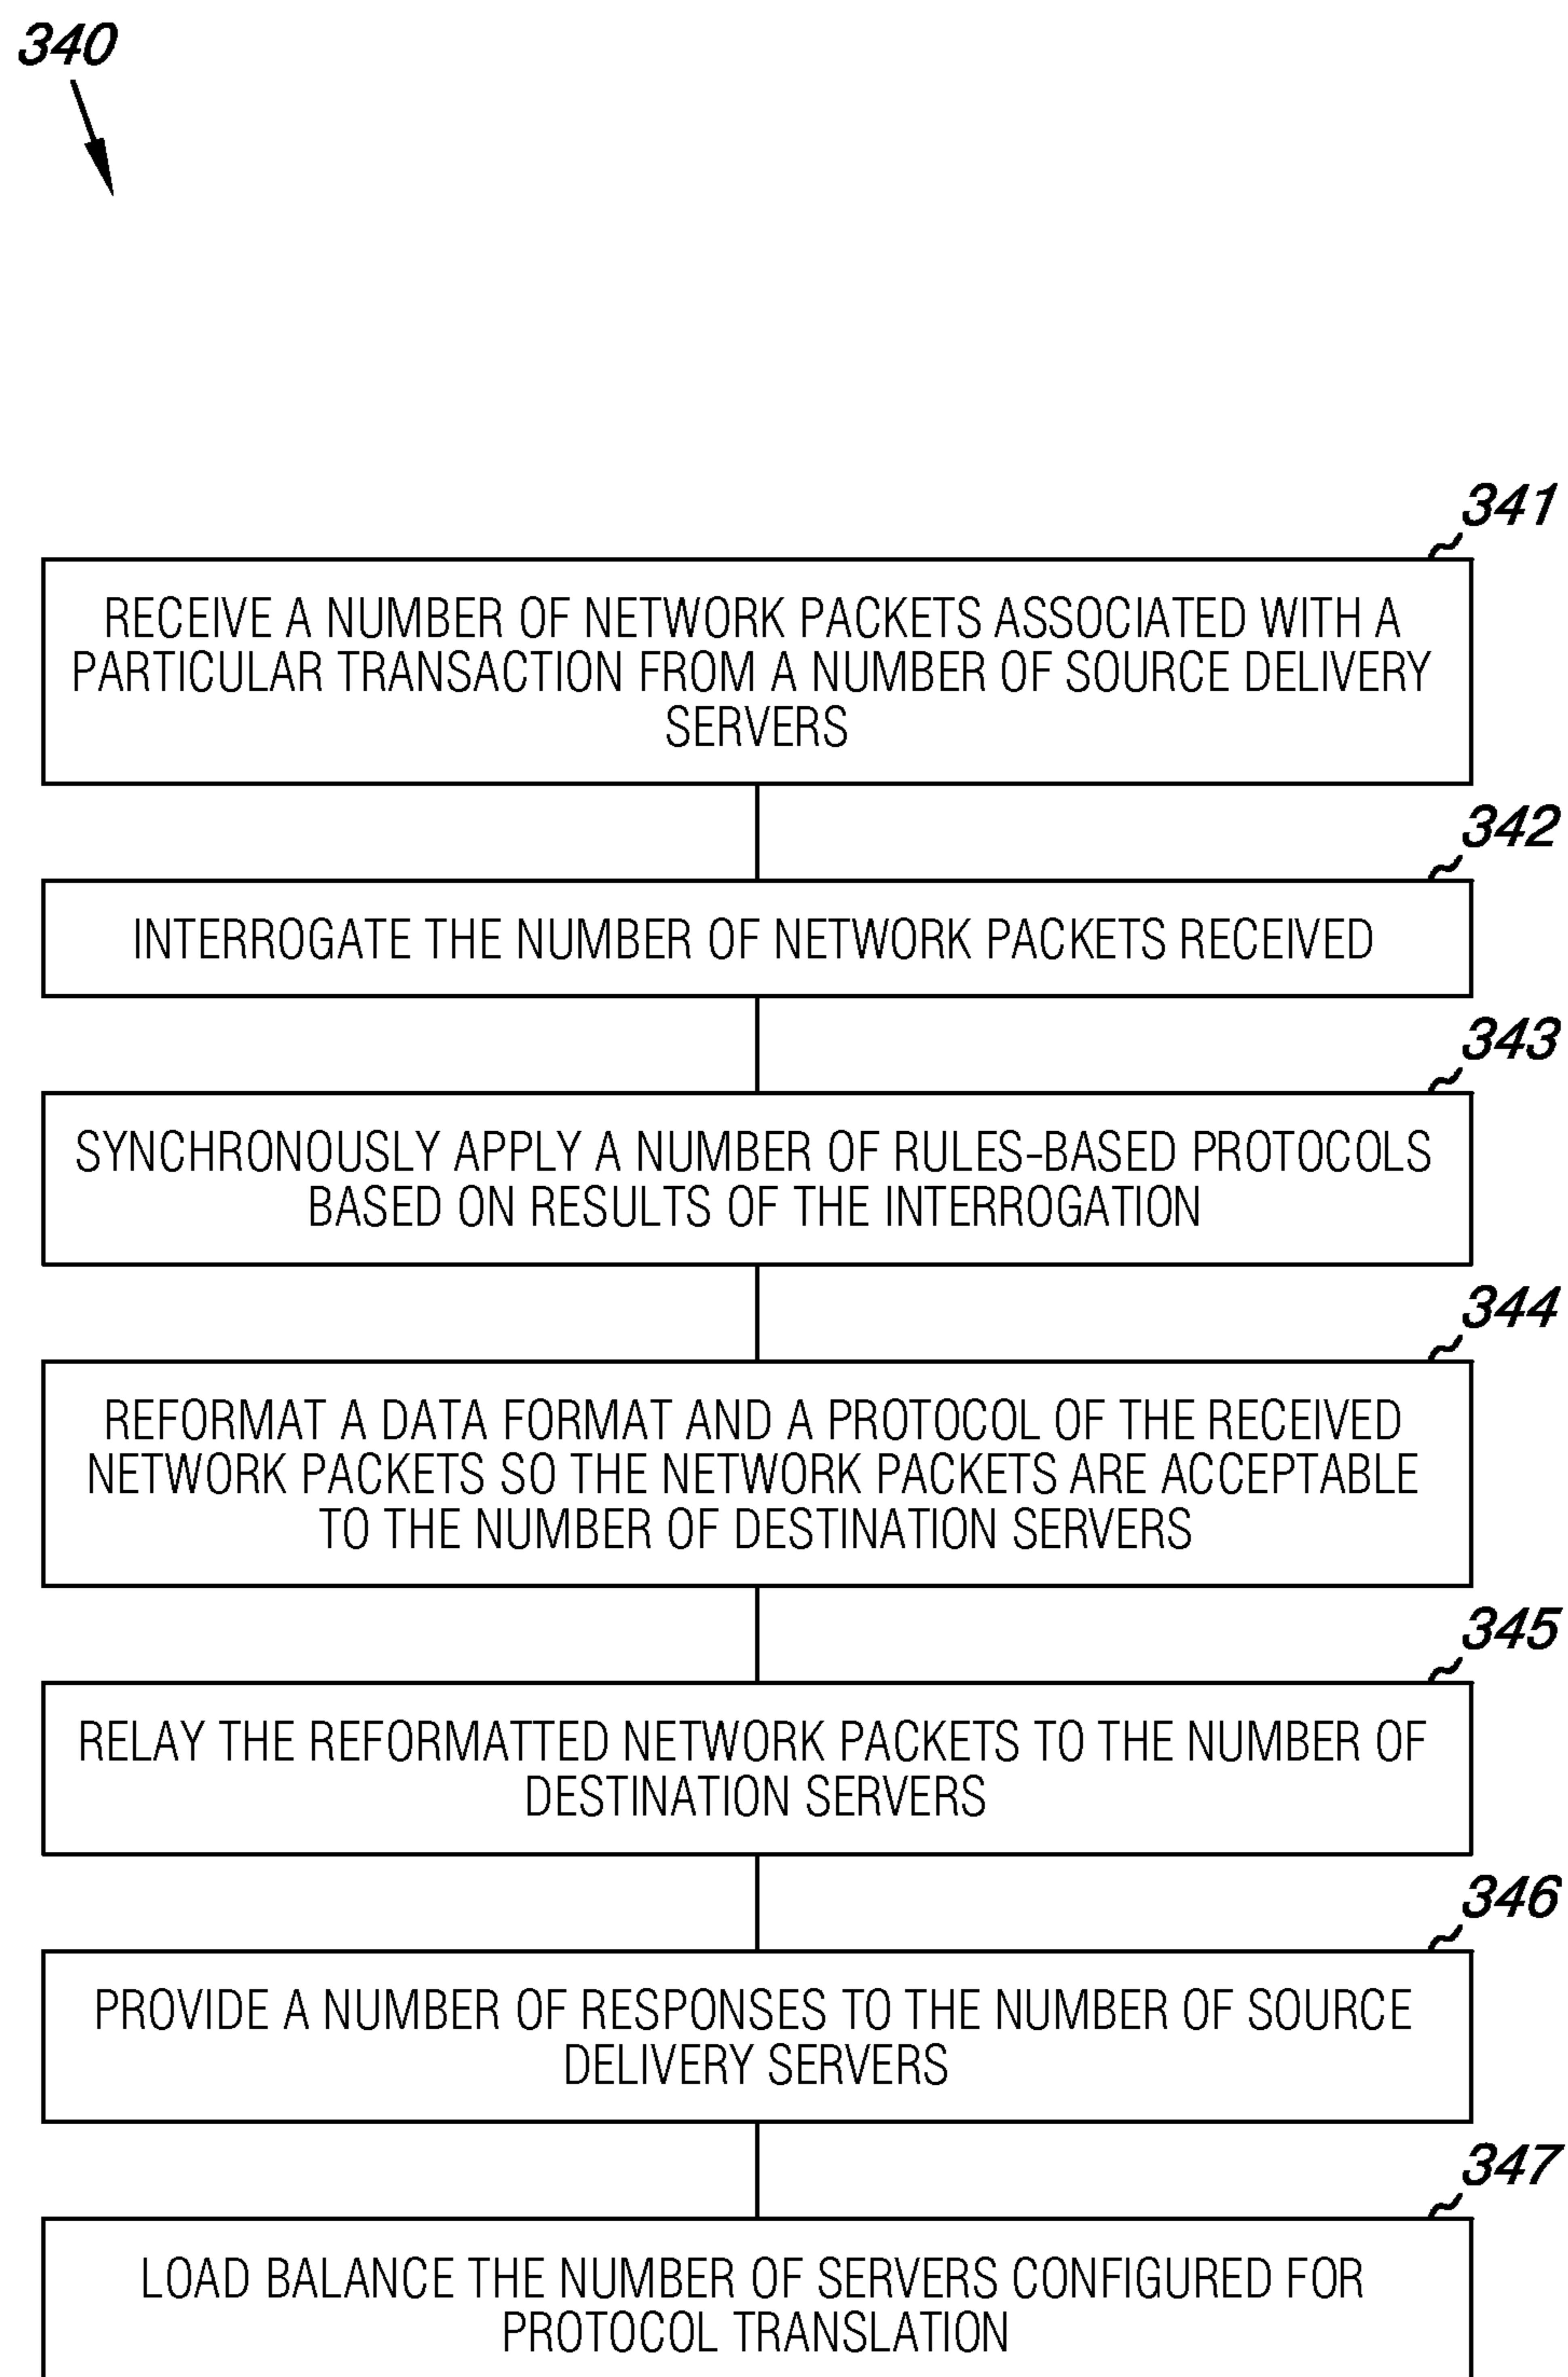 340
341
RECEIVE A NUMBER OF NETWORK PACKETS ASSOCIATED WITH A
PARTICULAR TRANSACTION FROM A NUMBER OF SOURCE DELIVERY
SERVERS
342
INTERROGATE THE NUMBER OF NETWORK PACKETS RECEIVED
343
SYNCHRONOUSLY APPLY A NUMBER OF RULES-BASED PROTOCOLS
BASED ON RESULTS OF THE INTERROGATION
344
REFORMAT A DATA FORMAT AND A PROTOCOL OF THE RECEIVED
NETWORK PACKETS SO THE NETWORK PACKETS ARE ACCEPTABLE
TO THE NUMBER OF DESTINATION SERVERS
345
RELAY THE REFORMATTED NETWORK PACKETS TO THE NUMBER OF
DESTINATION SERVERS
346
PROVIDE A NUMBER OF RESPONSES TO THE NUMBER OF SOURCE
DELIVERY SERVERS
347
LOAD BALANCE THE NUMBER OF SERVERS CONFIGURED FOR
PROTOCOL TRANSLATION